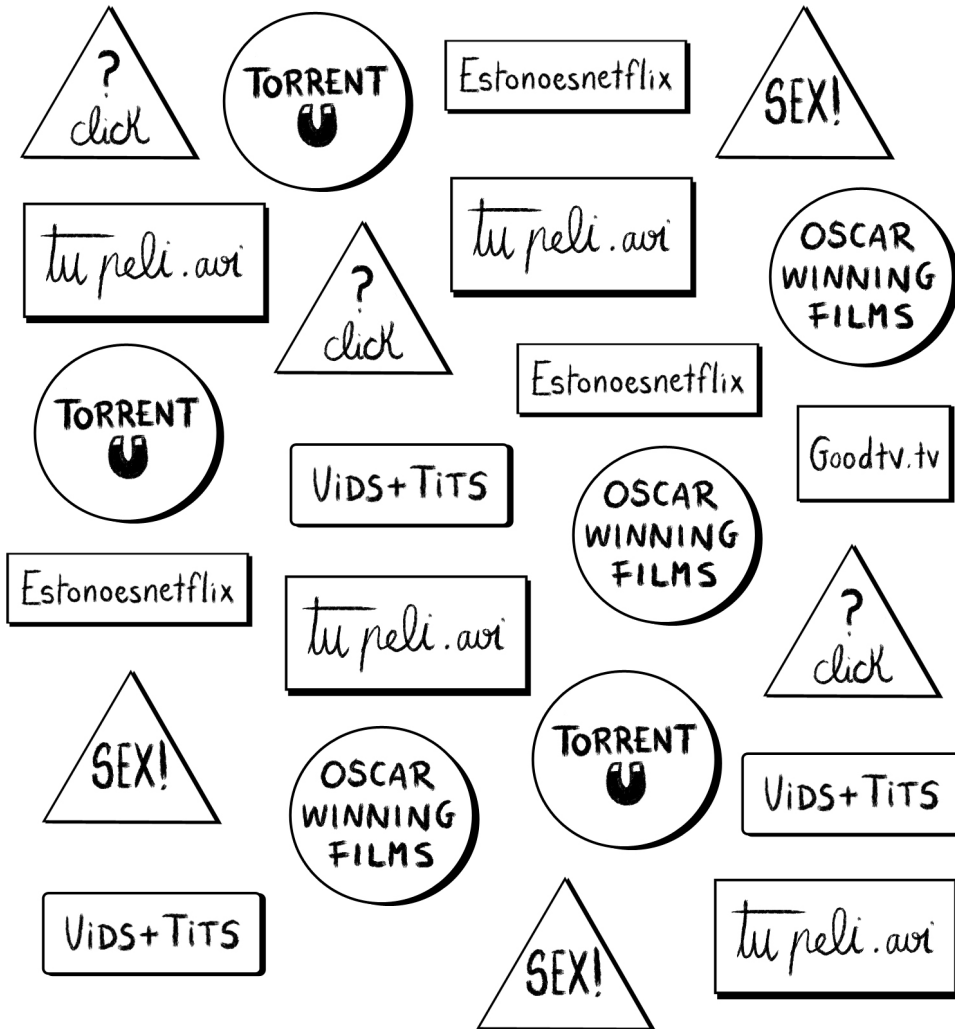 ?
click
TORRENT
Estonoesnetflix
SEX!
tu peli.avi
?
click
tu peli.avi
OSCAR
WINNING
FILMS
TORRENT
Estonoesnetflix
ViDS+TiTS
OSCAR
WINNING
FILMS
Goodtv.tv
Estonoesnetflix
tu peli.avi
?
click
SEX!
OSCAR
WINNING
FILMS
TORRENT
ViDS+TiTS
ViDS+TiTS
SEX!
tu peli.avi